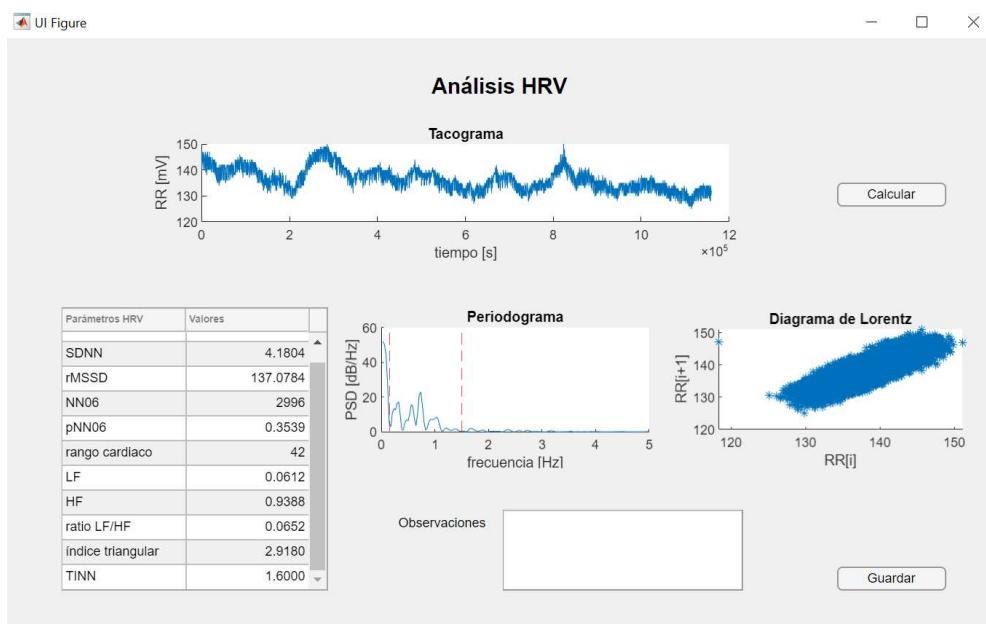 UI Figure
Análisis HRV
Tacograma
RR [mV]
150
140
130
120
0 2 4 6 8 10 12
×10⁵
tiempo [s]
Calcular
Parámetros HRV Valores
SDNN 4.1804
rMSSD 137.0784
NN06 2996
pNN06 0.3539
rango cardiaco 42
LF 0.0612
HF 0.9388
ratio LF/HF 0.0652
índice triangular 2.9180
TINN 1.6000
Periodograma
PSD [dB/Hz]
60
40
20
0
0 1 2 3 4 5
frecuencia [Hz]
Diagrama de Lorentz
RR[i+1]
150
140
130
120
120 130 140 150
RR[i]
Observaciones
Guardar